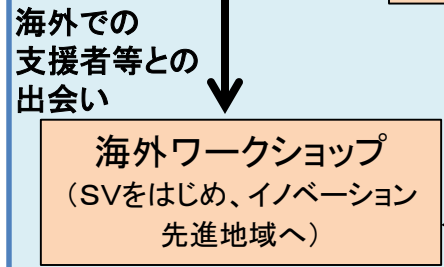 海外での
支援者等との
出会い
海外ワークショップ
（SVをはじめ、イノベーション
先進地域へ）